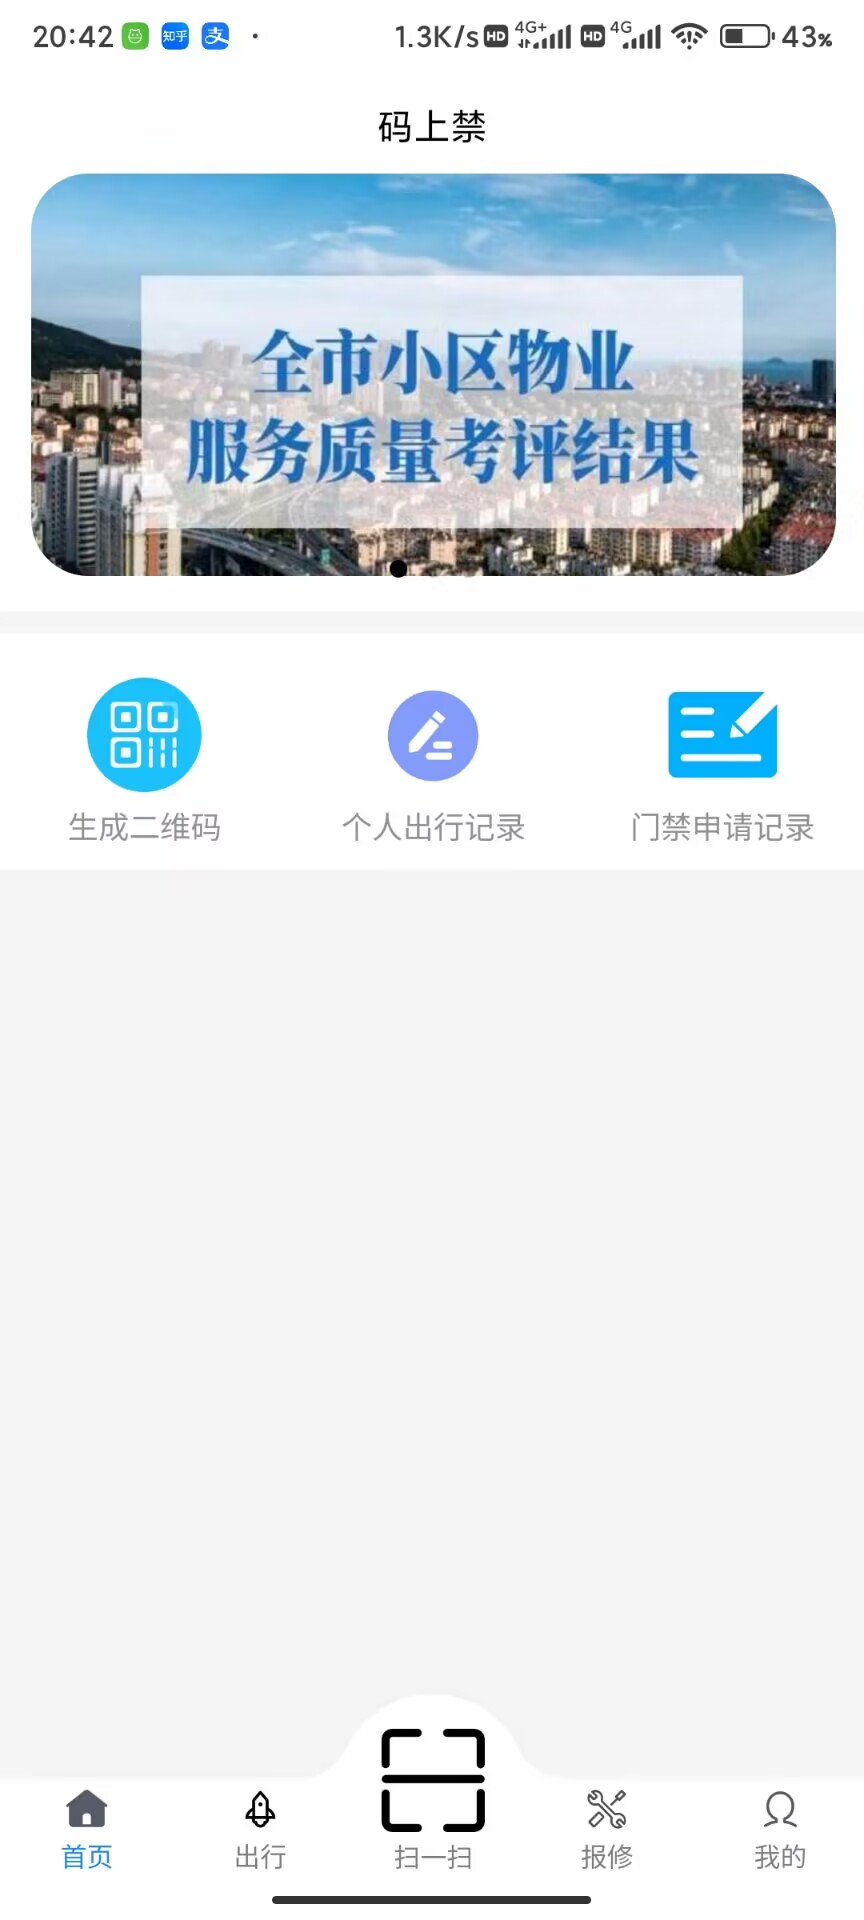 20:42 知乎 支 · 1.3K/s HD 4G+ HD 4G 43%
码上禁
全市小区物业
服务质量考评结果
生成二维码 个人出行记录 门禁申请记录
首页 出行 扫一扫 报修 我的